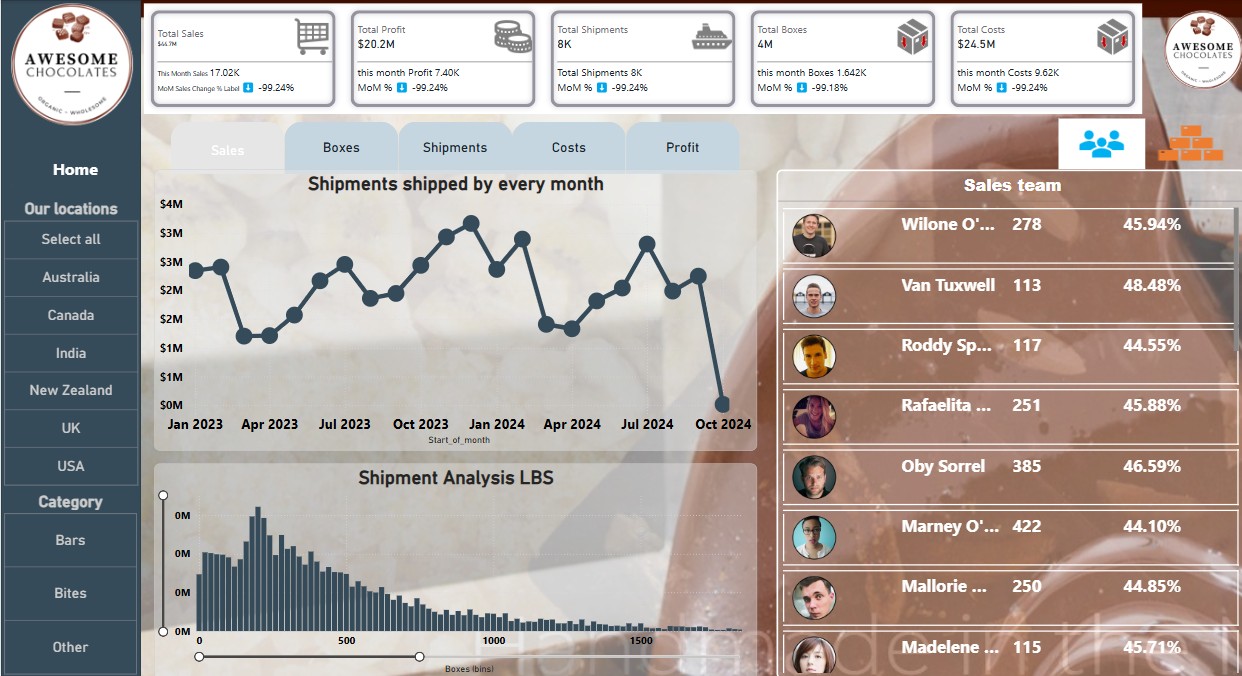 AWESOME
CHOCOLATES
ORGANIC - WHOLESOME
Home
Our locations
Select all
Australia
Canada
India
New Zealand
UK
USA
Category
Bars
Bites
Other
Total Sales
$44.7M
This Month Sales 17.02K
MoM Sales Change % Label -99.24%
Total Profit
$20.2M
this month Profit 7.40K
MoM % -99.24%
Total Shipments
8K
Total Shipments 8K
MoM % -99.24%
Total Boxes
4M
this month Boxes 1.642K
MoM % -99.18%
Total Costs
$24.5M
this month Costs 9.62K
MoM % -99.24%
AWESOME
CHOCOLATES
ORGANIC - WHOLESOME
Sales
Boxes
Shipments
Costs
Profit
Shipments shipped by every month
$4M
$3M
$3M
$2M
$2M
$1M
$1M
$0M
Jan 2023 Apr 2023 Jul 2023 Oct 2023 Jan 2024 Apr 2024 Jul 2024 Oct 2024
Start_of_month
Shipment Analysis LBS
0M
0M
0M
0M
0 500 1000 1500
Boxes (bins)
Sales team
Wilone O'... 278 45.94%
Van Tuxwell 113 48.48%
Roddy Sp... 117 44.55%
Rafaelita ... 251 45.88%
Oby Sorrel 385 46.59%
Marney O'... 422 44.10%
Mallorie ... 250 44.85%
Madelene ... 115 45.71%